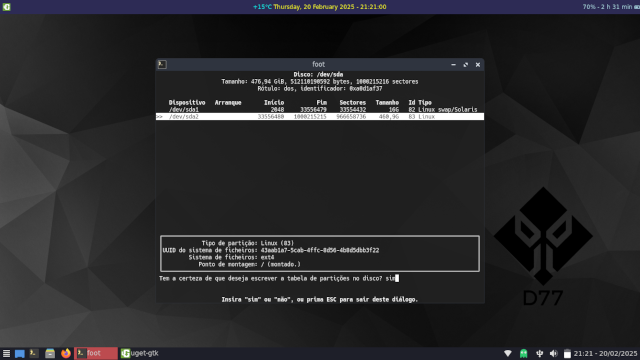 +15°C Thursday, 20 February 2025 - 21:21:00
70% - 2 h 31 min
foot
Disco: /dev/sda
Tamanho: 476,94 GiB, 512110190592 bytes, 1000215216 sectores
Rótulo: dos, identificador: 0xa0d1af37
Dispositivo Arranque Início Fim Sectores Tamanho Id Tipo
/dev/sda1 2048 33556479 33554432 16G 82 Linux swap/Solaris
>> /dev/sda2 33556480 1000215215 966658736 460,9G 83 Linux
Tipo de partição: Linux (83)
UUID do sistema de ficheiros: 43aab1a7-5cab-4ffc-8d56-4b8d5dbb3f22
Sistema de ficheiros: ext4
Ponto de montagem: / (montado.)
Tem a certeza de que deseja escrever a tabela de partições no disco? sim
Insira "sim" ou "não", ou prima ESC para sair deste diálogo.
D77
foot
uget-gtk
21:21 - 20/02/2025